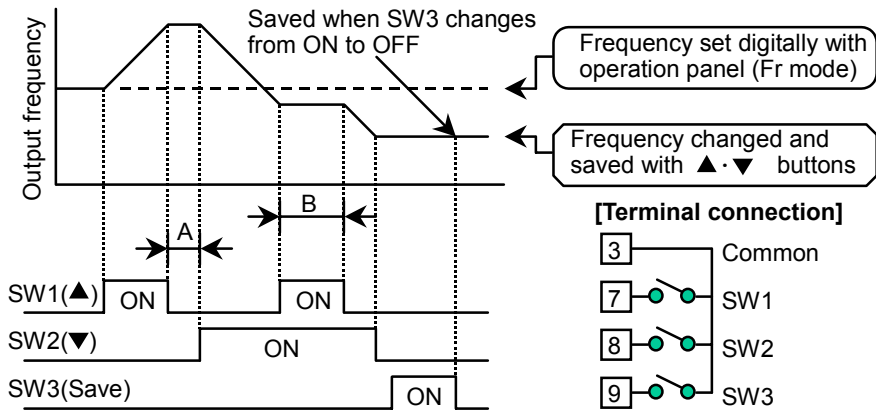 Output frequency
Saved when SW3 changes
from ON to OFF
Frequency set digitally with
operation panel (Fr mode)
Frequency changed and
saved with ▲・▼ buttons
A
B
SW1(▲)
ON
ON
SW2(▼)
ON
SW3(Save)
ON
[Terminal connection]
3 Common
7 SW1
8 SW2
9 SW3